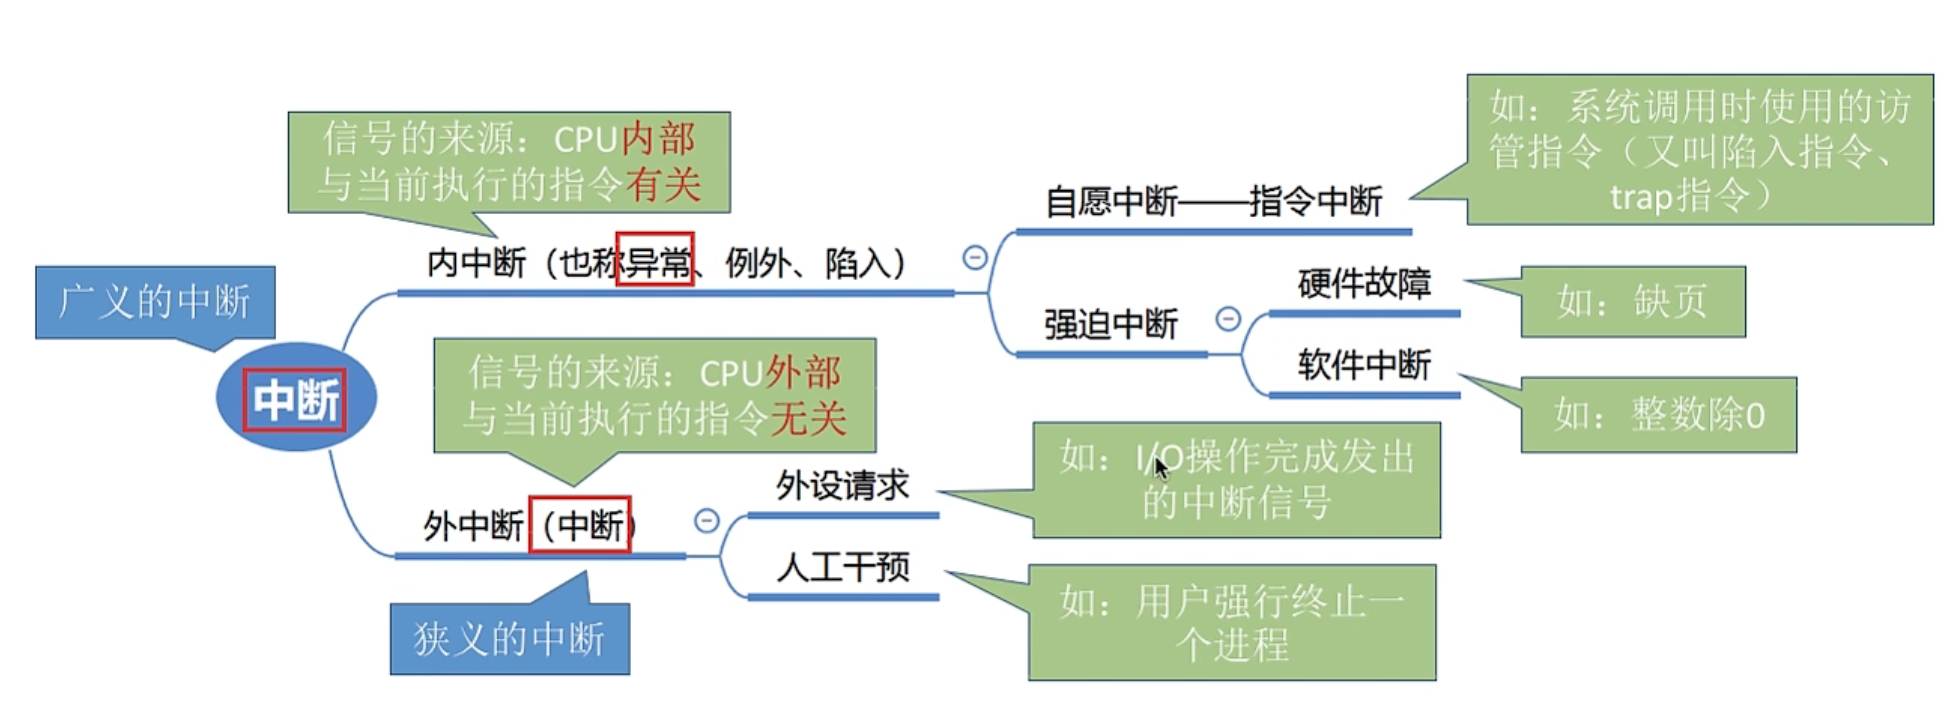 如：系统调用时使用的访
管指令（又叫陷入指令、
trap指令）
信号的来源：CPU内部
与当前执行的指令有关
自愿中断——指令中断
内中断（也称异常、例外、陷入）
广义的中断
硬件故障
如：缺页
强迫中断
信号的来源：CPU外部
与当前执行的指令无关
软件中断
如：整数除0
中断
如：I/O操作完成发出
的中断信号
外设请求
外中断（中断）
人工干预
如：用户强行终止一
个进程
狭义的中断